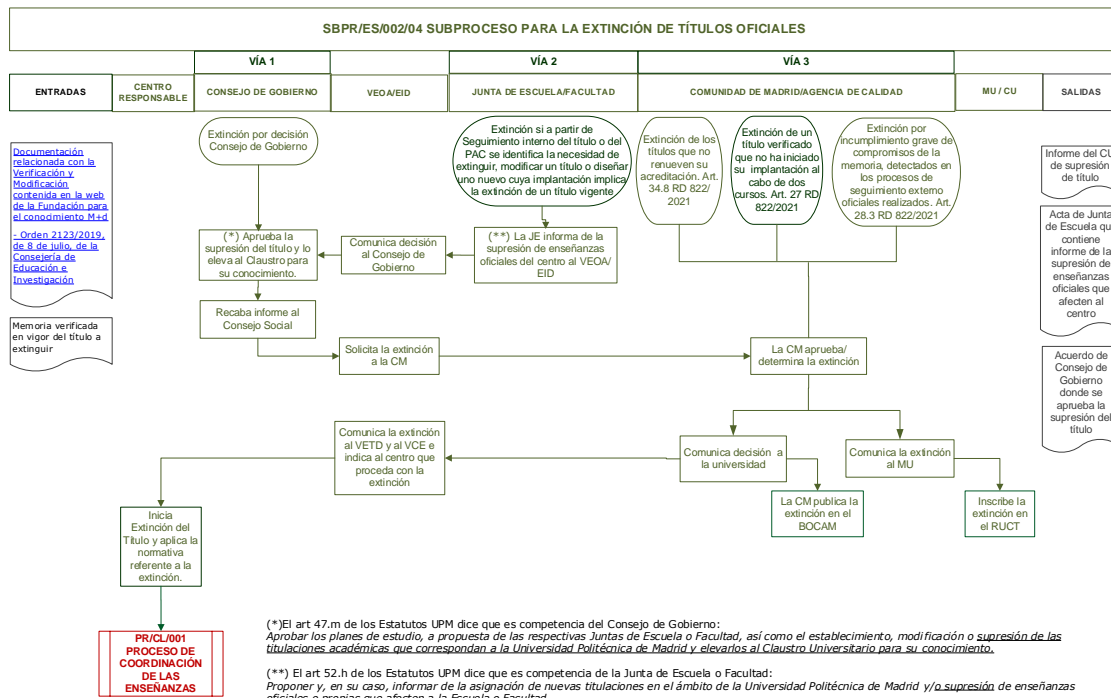 SBPR/ES/002/04 SUBPROCESO PARA LA EXTINCIÓN DE TÍTULOS OFICIALES
VÍA 1
VÍA 2
VÍA 3
ENTRADAS
CENTRO
RESPONSABLE
CONSEJO DE GOBIERNO
VEOA/EID
JUNTA DE ESCUELA/FACULTAD
COMUNIDAD DE MADRID/AGENCIA DE CALIDAD
MU / CU
SALIDAS
Documentación
relacionada con la
Verificación y
Modificación
contenida en la web
de la Fundación para
el conocimiento M+d
- Orden 2123/2019,
de 8 de julio, de la
Consejería de
Educación e
Investigación
Memoria verificada
en vigor del título a
extinguir
Extinción por decisión
Consejo de Gobierno
Extinción si a partir de
Seguimiento interno del título o del
PAC se identifica la necesidad de
extinguir, modificar un título o diseñar
uno nuevo cuya implantación implica
la extinción de un título vigente
Extinción de los
títulos que no
renueven su
acreditación. Art.
34.8 RD 822/
2021
Extinción de un
título verificado
que no ha iniciado
su implantación al
cabo de dos
cursos. Art. 27 RD
822/2021
Extinción por
incumplimiento grave de
compromisos de la
memoria, detectados en
los procesos de
seguimiento externo
oficiales realizados. Art.
28.3 RD 822/2021
Informe del CU
de supresión
de título
Acta de Junta
de Escuela que
contiene
informe de la
supresión de
enseñanzas
oficiales que
afecten al
centro
Acuerdo de
Consejo de
Gobierno
donde se
aprueba la
supresión del
título
(*) Aprueba la
supresión del título y lo
eleva al Claustro para
su conocimiento.
Comunica decisión
al Consejo de
Gobierno
(**) La JE informa de la
supresión de enseñanzas
oficiales del centro al VEOA/
EID
Recaba informe al
Consejo Social
Solicita la extinción
a la CM
La CM aprueba/
determina la extinción
Comunica la extinción
al VETD y al VCE e
indica al centro que
proceda con la
extinción
Comunica decisión a
la universidad
Comunica la extinción
al MU
La CM publica la
extinción en el
BOCAM
Inscribe la
extinción en
el RUCT
Inicia
Extinción del
Título y aplica la
normativa
referente a la
extinción.
PR/CL/001
PROCESO DE
COORDINACIÓN
DE LAS
ENSEÑANZAS
(*)El art 47.m de los Estatutos UPM dice que es competencia del Consejo de Gobierno:
Aprobar los planes de estudio, a propuesta de las respectivas Juntas de Escuela o Facultad, así como el establecimiento, modificación o supresión de las
titulaciones académicas que correspondan a la Universidad Politécnica de Madrid y elevarlos al Claustro Universitario para su conocimiento.
(**) El art 52.h de los Estatutos UPM dice que es competencia de la Junta de Escuela o Facultad:
Proponer y, en su caso, informar de la asignación de nuevas titulaciones en el ámbito de la Universidad Politécnica de Madrid y/o supresión de enseñanzas
oficiales o propias que afecten a la Escuela o Facultad